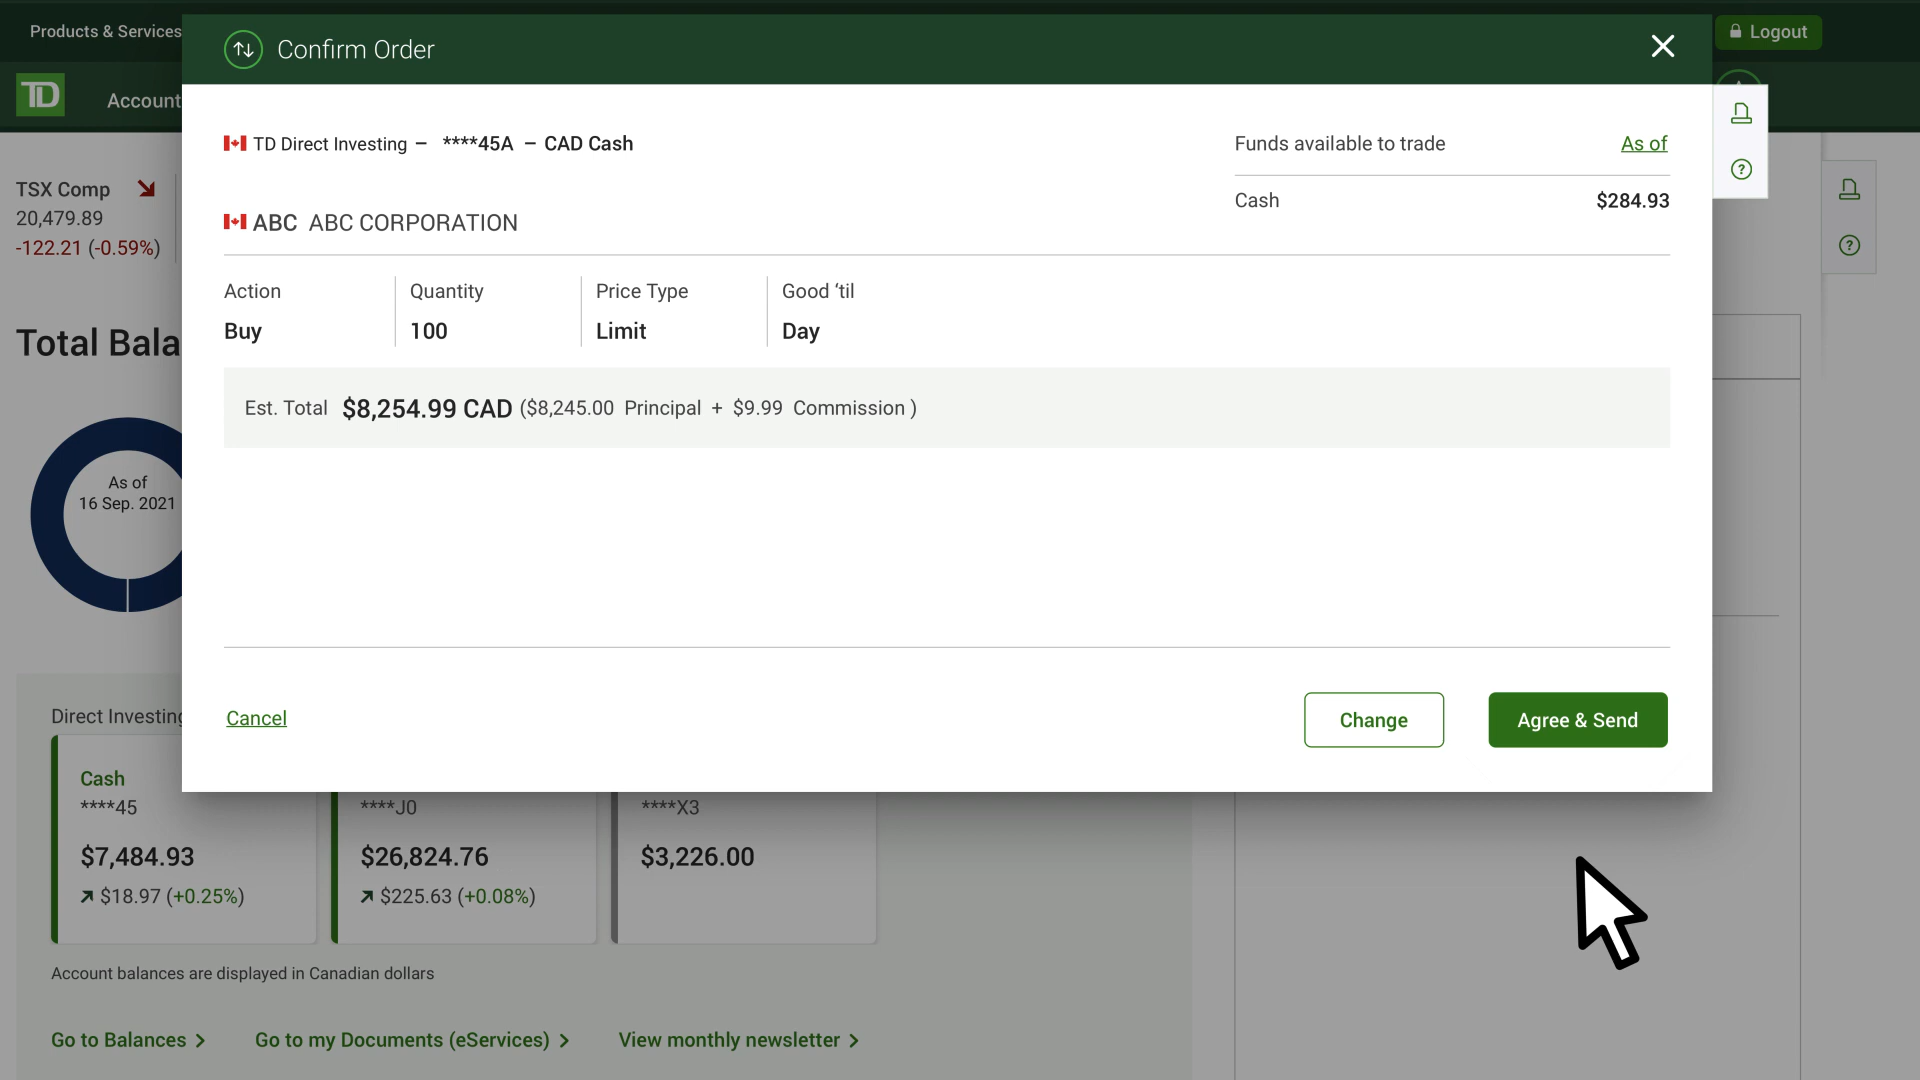 Products & Services
Logout
Confirm Order
TD
Account
TD Direct Investing – ****45A – CAD Cash
Funds available to trade As of
Cash $284.93
TSX Comp
20,479.89
-122.21 (-0.59%)
ABC ABC CORPORATION
Action Quantity Price Type Good ‘til
Buy 100 Limit Day
Total Bala
Est. Total $8,254.99 CAD ($8,245.00 Principal + $9.99 Commission )
As of
16 Sep. 2021
Direct Investing
Cancel
Change
Agree & Send
Cash
****45 ****J0 ****X3
$7,484.93 $26,824.76 $3,226.00
$18.97 (+0.25%) $225.63 (+0.08%)
Account balances are displayed in Canadian dollars
Go to Balances > Go to my Documents (eServices) > View monthly newsletter >